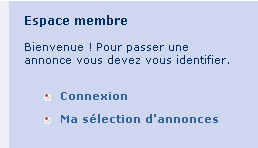 Espace membre
Bienvenue ! Pour passer une
annonce vous devez vous identifier.
Connexion
Ma sélection d'annonces